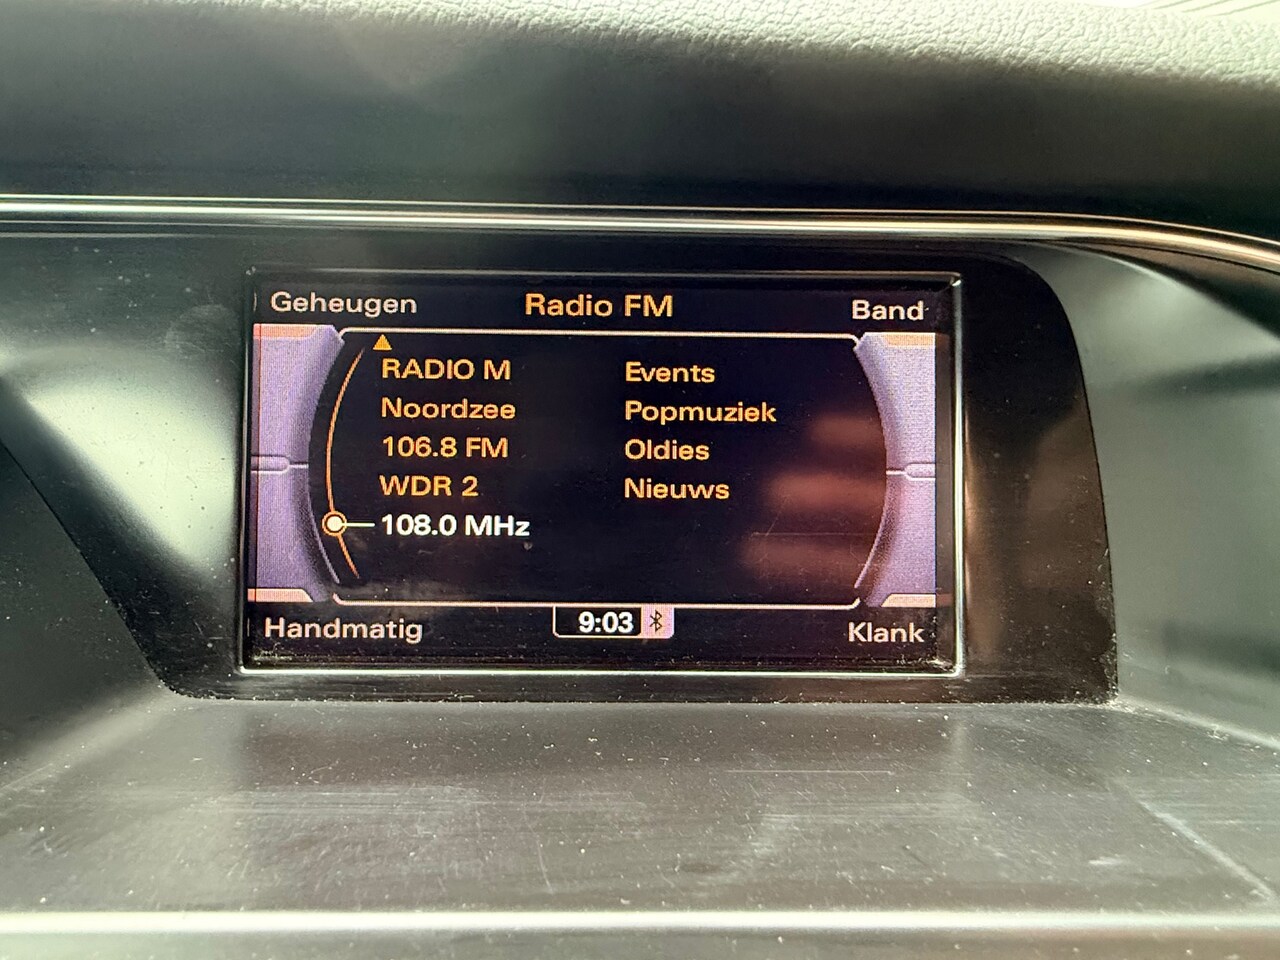 Geheugen Radio FM Band
RADIO M Events
Noordzee Popmuziek
106.8 FM Oldies
WDR 2 Nieuws
108.0 MHz
Handmatig 9:03 Klank